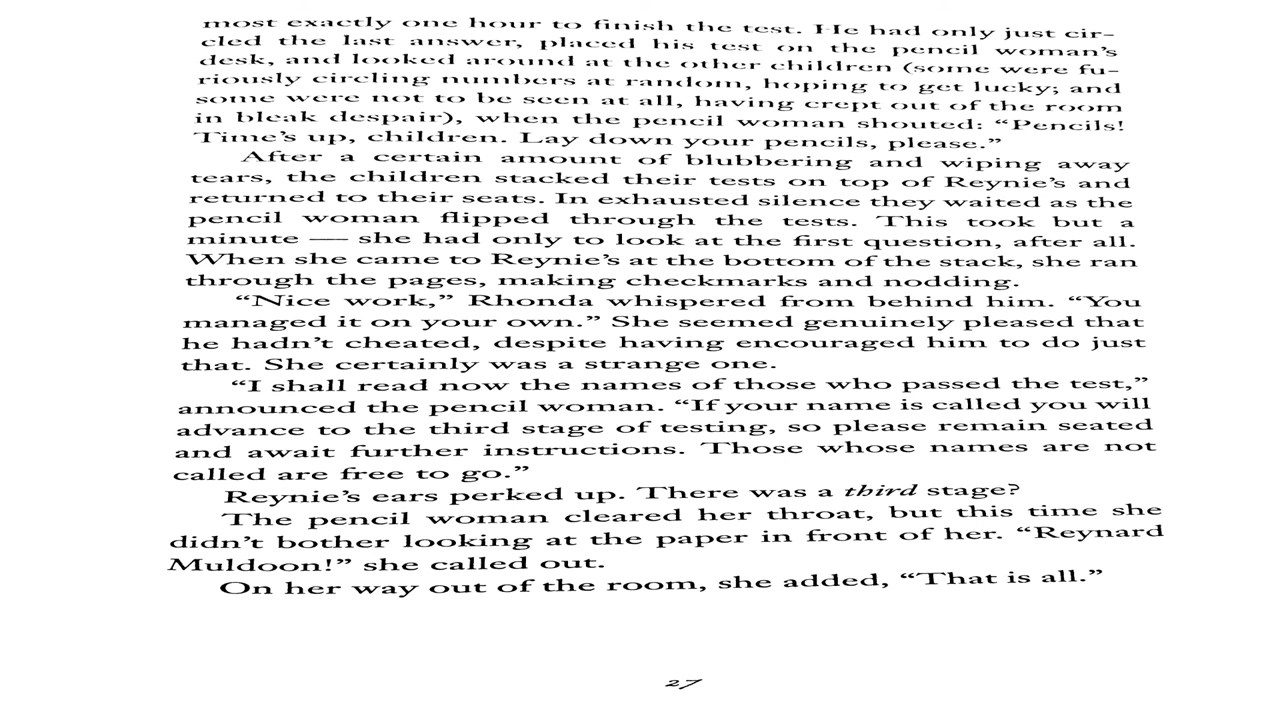 most exactly one hour to finish the test. He had only just cir-
cled the last answer, placed his test on the pencil woman's
desk, and looked around at the other children (some were fu-
riously circling numbers at random, hoping to get lucky; and
some were not to be seen at all, having crept out of the room
in bleak despair), when the pencil woman shouted: “Pencils!
Time's up, children. Lay down your pencils, please.”
After a certain amount of blubbering and wiping away
tears, the children stacked their tests on top of Reynie's and
returned to their seats. In exhausted silence they waited as the
pencil woman flipped through the tests. This took but a
minute — she had only to look at the first question, after all.
When she came to Reynie's at the bottom of the stack, she ran
through the pages, making checkmarks and nodding.
“Nice work,” Rhonda whispered from behind him. “You
managed it on your own.” She seemed genuinely pleased that
he hadn't cheated, despite having encouraged him to do just
that. She certainly was a strange one.
“I shall read now the names of those who passed the test,”
announced the pencil woman. “If your name is called you will
advance to the third stage of testing, so please remain seated
and await further instructions. Those whose names are not
called are free to go.”
Reynie's ears perked up. There was a third stage?
The pencil woman cleared her throat, but this time she
didn't bother looking at the paper in front of her. “Reynard
Muldoon!” she called out.
On her way out of the room, she added, “That is all.”
27